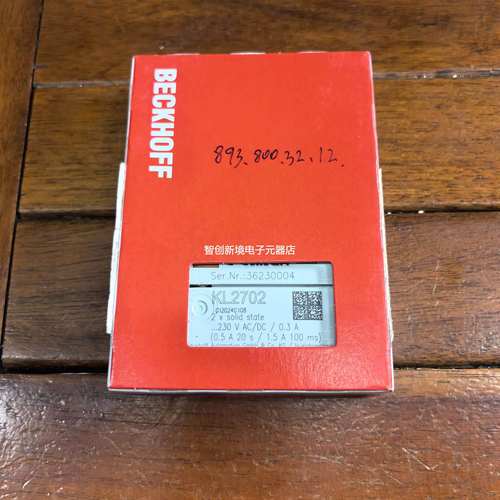 BECKHOFF
893.800.32.12.
智创新境电子元器店
Ser.Nr.:36230004
KL2702
2 x solid state
...230 V AC/DC / 0.3 A
(0.5 A 20 s / 1.5 A 100 ms)